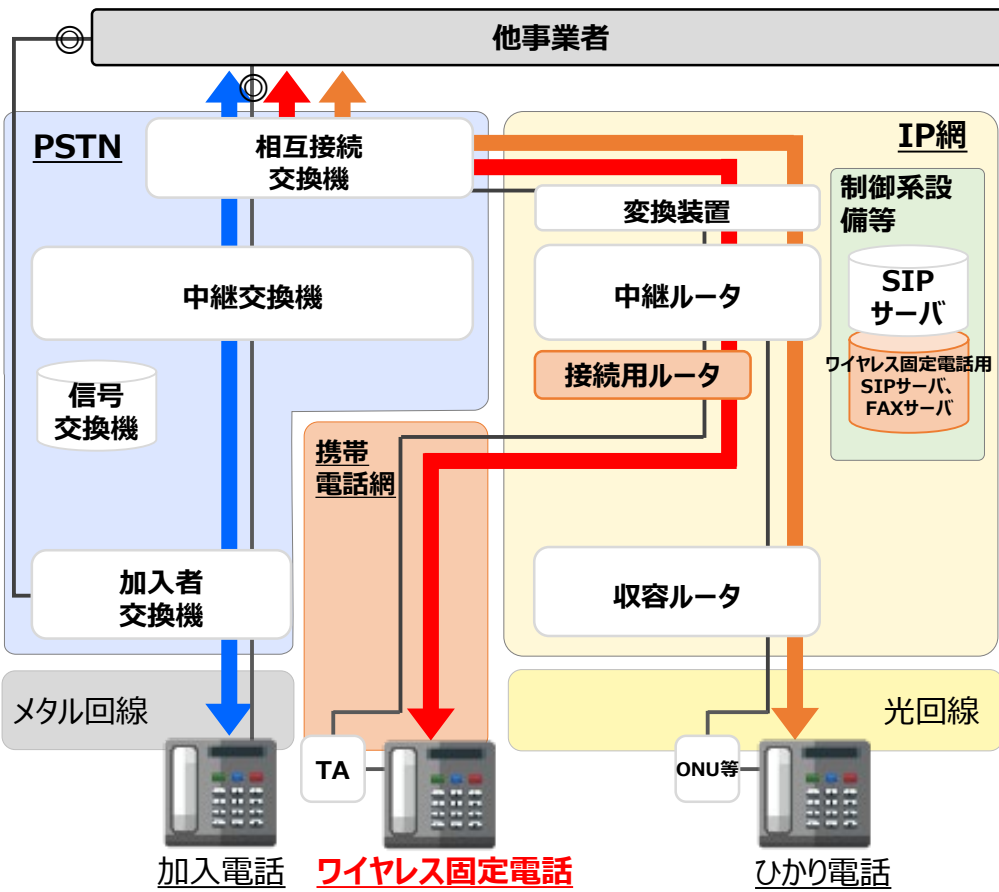 他事業者
PSTN
相互接続
交換機
IP網
変換装置
制御系設
備等
中継交換機
中継ルータ
SIP
サーバ
接続用ルータ
ワイヤレス固定電話用
SIPサーバ、
FAXサーバ
信号
交換機
携帯
電話網
加入者
交換機
収容ルータ
メタル回線
光回線
TA
ONU等
加入電話
ワイヤレス固定電話
ひかり電話